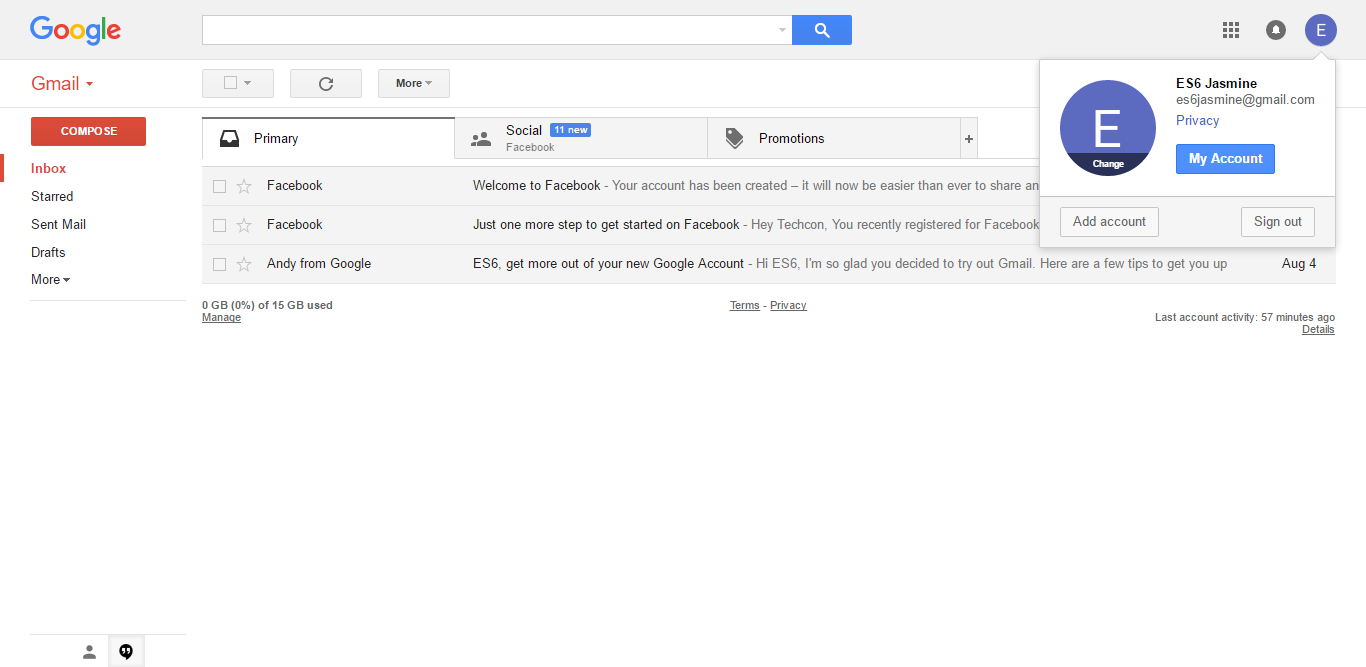 Google
E
Gmail
More
ES6 Jasmine
es6jasmine@gmail.com
Privacy
My Account
E
Change
Add account
Sign out
COMPOSE
Inbox
Starred
Sent Mail
Drafts
More
Primary
Social 11 new
Facebook
Promotions
+
Facebook Welcome to Facebook - Your account has been created – it will now be easier than ever to share an
Facebook Just one more step to get started on Facebook - Hey Techcon, You recently registered for Facebook
Andy from Google ES6, get more out of your new Google Account - Hi ES6, I'm so glad you decided to try out Gmail. Here are a few tips to get you up Aug 4
0 GB (0%) of 15 GB used
Manage
Terms - Privacy
Last account activity: 57 minutes ago
Details